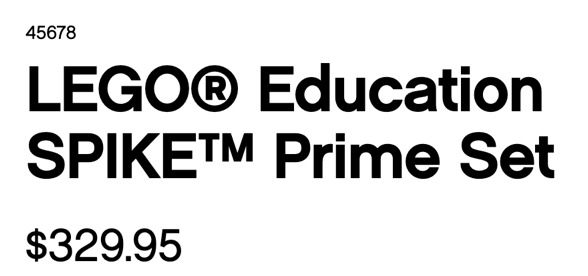 45678
LEGO® Education
SPIKE™ Prime Set
$329.95